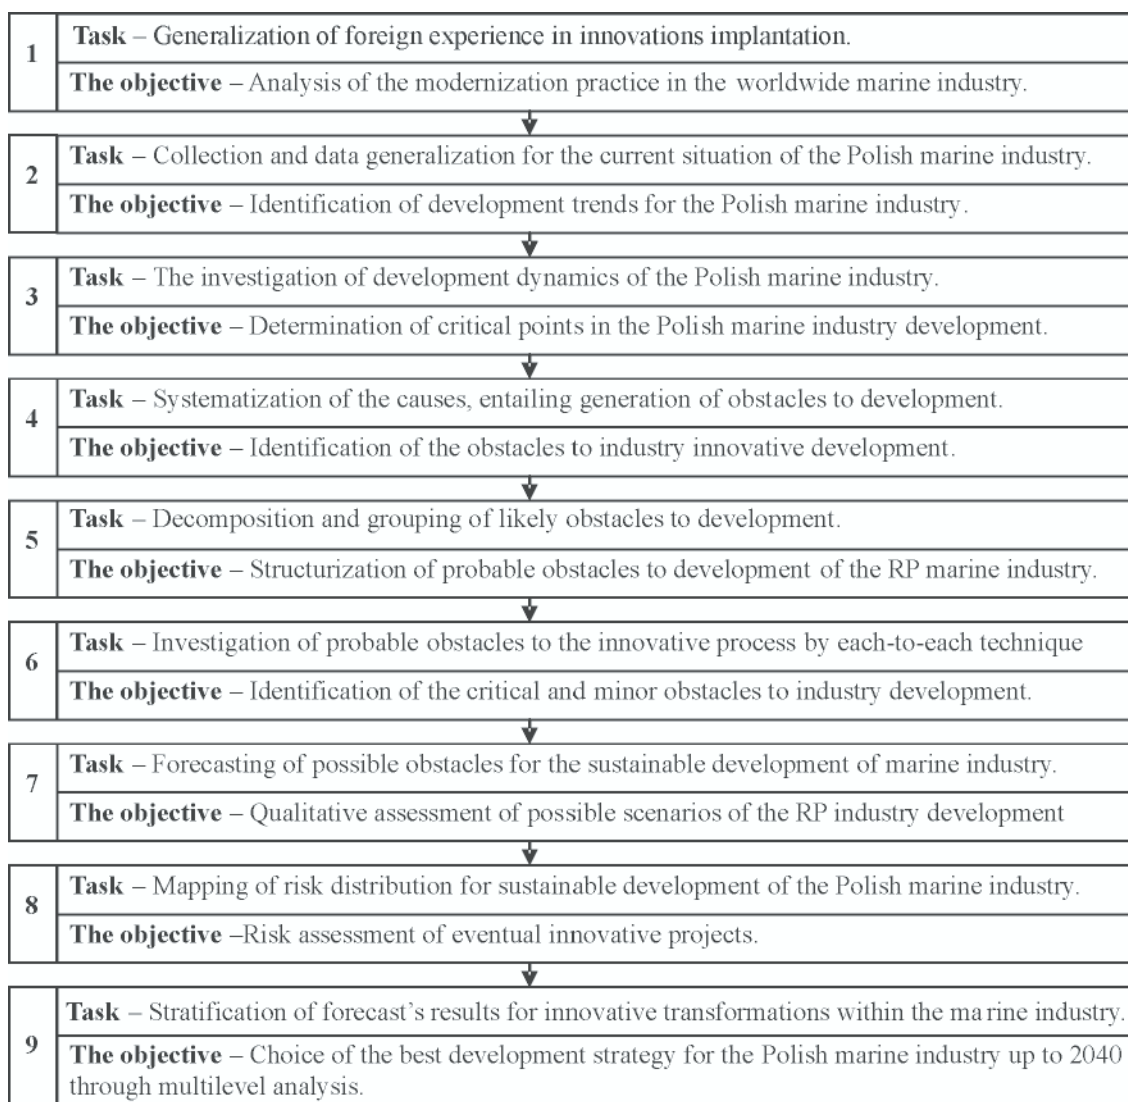 1
Task – Generalization of foreign experience in innovations implantation.
The objective – Analysis of the modernization practice in the worldwide marine industry.
2
Task – Collection and data generalization for the current situation of the Polish marine industry.
The objective – Identification of development trends for the Polish marine industry.
3
Task – The investigation of development dynamics of the Polish marine industry.
The objective – Determination of critical points in the Polish marine industry development.
4
Task – Systematization of the causes, entailing generation of obstacles to development.
The objective – Identification of the obstacles to industry innovative development.
5
Task – Decomposition and grouping of likely obstacles to development.
The objective – Structurization of probable obstacles to development of the RP marine industry.
6
Task – Investigation of probable obstacles to the innovative process by each-to-each technique
The objective – Identification of the critical and minor obstacles to industry development.
7
Task – Forecasting of possible obstacles for the sustainable development of marine industry.
The objective – Qualitative assessment of possible scenarios of the RP industry development
8
Task – Mapping of risk distribution for sustainable development of the Polish marine industry.
The objective –Risk assessment of eventual innovative projects.
9
Task – Stratification of forecast's results for innovative transformations within the marine industry.
The objective – Choice of the best development strategy for the Polish marine industry up to 2040
through multilevel analysis.